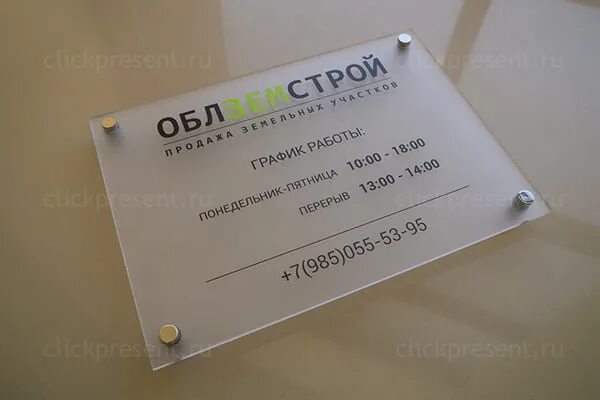 clickpresent.ru clickpresent.ru
ОБЛЗЕМСТРОЙ
ПРОДАЖА ЗЕМЕЛЬНЫХ УЧАСТКОВ
ГРАФИК РАБОТЫ:
ПОНЕДЕЛЬНИК-ПЯТНИЦА 10:00 - 18:00
ПЕРЕРЫВ 13:00 - 14:00
clickpresent.ru clickpresent.ru
+7(985)055-53-95
clickpresent.ru clickpresent.ru